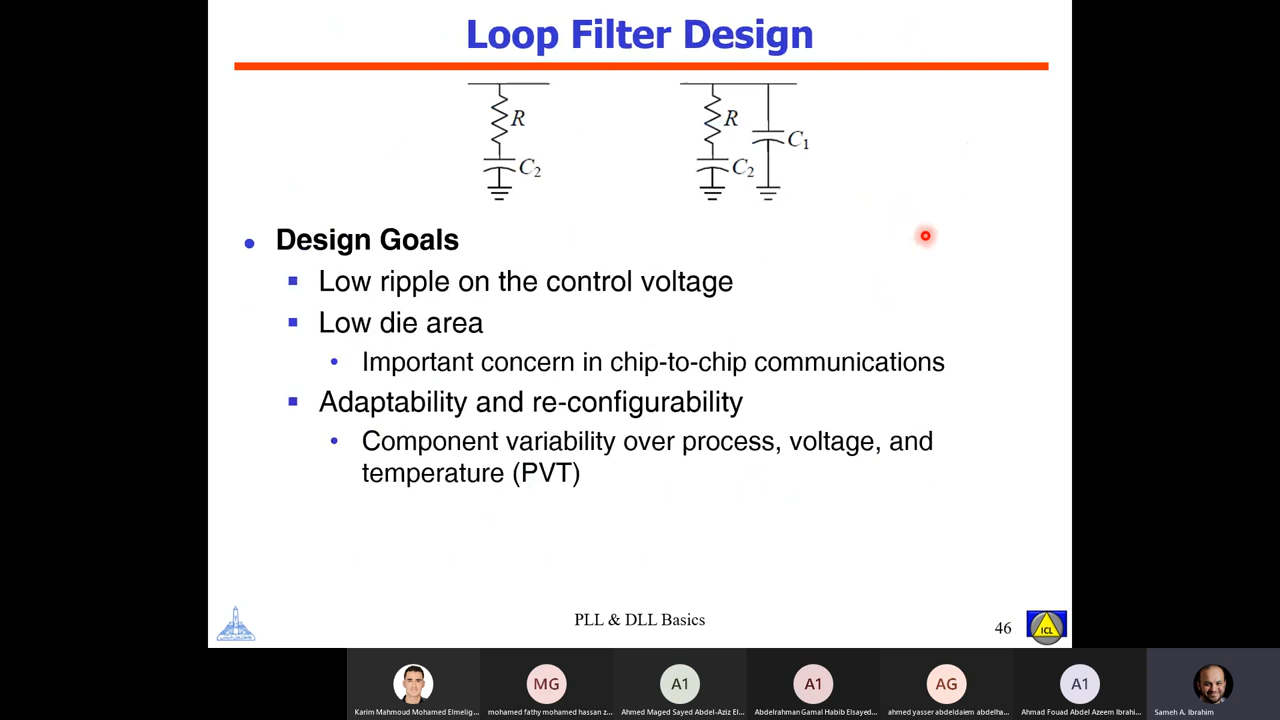 Loop Filter Design
R
C2
R
C2
C1
• Design Goals
▪ Low ripple on the control voltage
▪ Low die area
• Important concern in chip-to-chip communications
▪ Adaptability and re-configurability
• Component variability over process, voltage, and
temperature (PVT)
PLL & DLL Basics
46
ICL
MG
A1
A1
AG
A1
Karim Mahmoud Mohamed Elmelig...
mohamed fathy mohamed hassan z...
Ahmed Maged Sayed Abdel-Aziz El...
Abdelrahman Gamal Habib Elsayed...
ahmed yasser abdeldaiem abdelha...
Ahmad Fouad Abdel Azeem Ibrahi...
Sameh A. Ibrahim